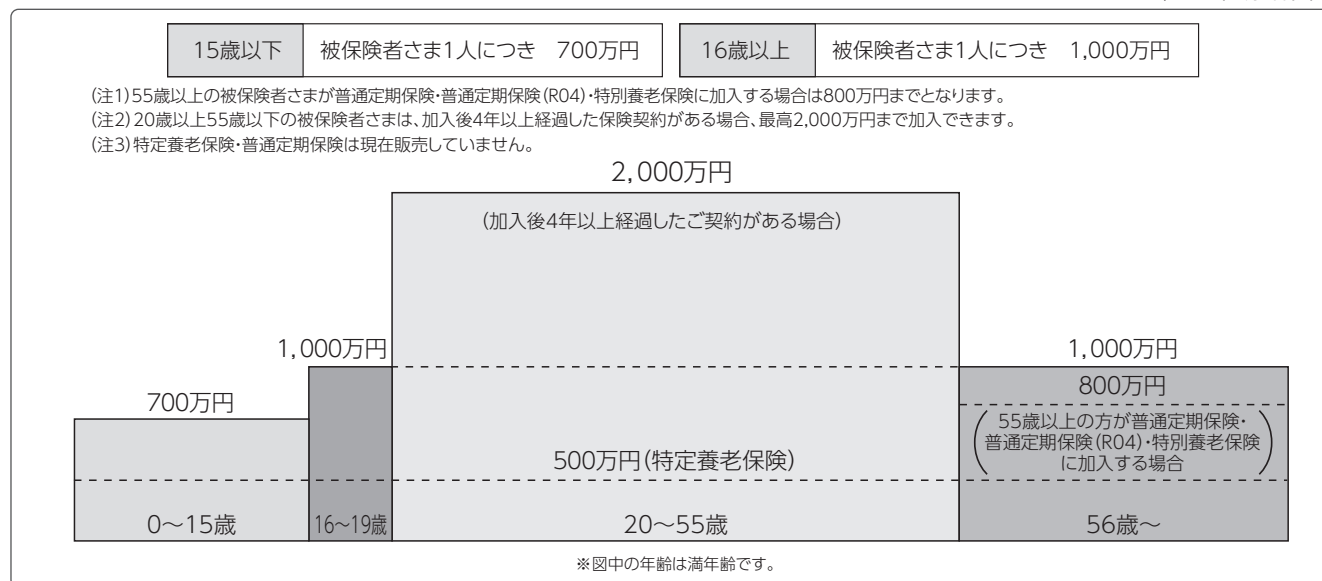 15歳以下 被保険者さま1人につき 700万円 16歳以上 被保険者さま1人につき 1,000万円
(注1)55歳以上の被保険者さまが普通定期保険・普通定期保険(R04)・特別養老保険に加入する場合は800万円までとなります。
(注2)20歳以上55歳以下の被保険者さまは、加入後4年以上経過した保険契約がある場合、最高2,000万円まで加入できます。
(注3)特定養老保険・普通定期保険は現在販売していません。
2,000万円
(加入後4年以上経過したご契約がある場合)
1,000万円 1,000万円
700万円 800万円
(55歳以上の方が普通定期保険・
普通定期保険(R04)・特別養老保険
に加入する場合)
500万円(特定養老保険)
0〜15歳 16〜19歳 20〜55歳 56歳〜
※図中の年齢は満年齢です。